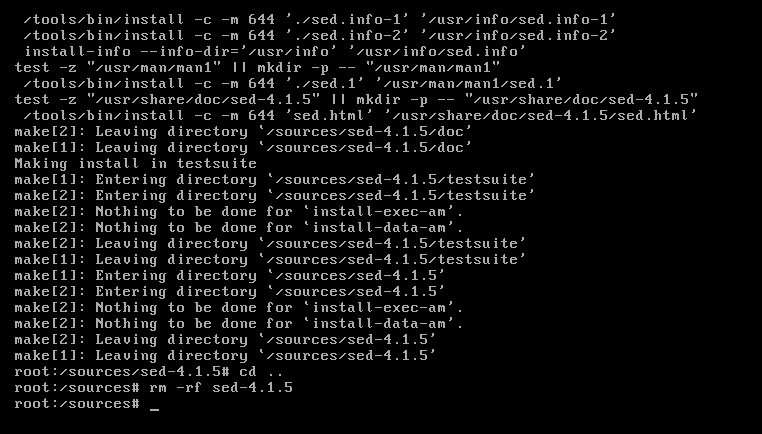 /tools/bin/install -c -m 644 './sed.info-1' '/usr/info/sed.info-1'
/tools/bin/install -c -m 644 './sed.info-2' '/usr/info/sed.info-2'
install-info --info-dir='/usr/info' '/usr/info/sed.info'
test -z "/usr/man/man1" || mkdir -p -- "/usr/man/man1"
/tools/bin/install -c -m 644 './sed.1' '/usr/man/man1/sed.1'
test -z "/usr/share/doc/sed-4.1.5" || mkdir -p -- "/usr/share/doc/sed-4.1.5"
/tools/bin/install -c -m 644 'sed.html' '/usr/share/doc/sed-4.1.5/sed.html'
make[2]: Leaving directory `/sources/sed-4.1.5/doc'
make[1]: Leaving directory `/sources/sed-4.1.5/doc'
Making install in testsuite
make[1]: Entering directory `/sources/sed-4.1.5/testsuite'
make[2]: Entering directory `/sources/sed-4.1.5/testsuite'
make[2]: Nothing to be done for `install-exec-am'.
make[2]: Nothing to be done for `install-data-am'.
make[2]: Leaving directory `/sources/sed-4.1.5/testsuite'
make[1]: Leaving directory `/sources/sed-4.1.5/testsuite'
make[1]: Entering directory `/sources/sed-4.1.5'
make[2]: Entering directory `/sources/sed-4.1.5'
make[2]: Nothing to be done for `install-exec-am'.
make[2]: Nothing to be done for `install-data-am'.
make[2]: Leaving directory `/sources/sed-4.1.5'
make[1]: Leaving directory `/sources/sed-4.1.5'
root:/sources/sed-4.1.5# cd ..
root:/sources# rm -rf sed-4.1.5
root:/sources# _